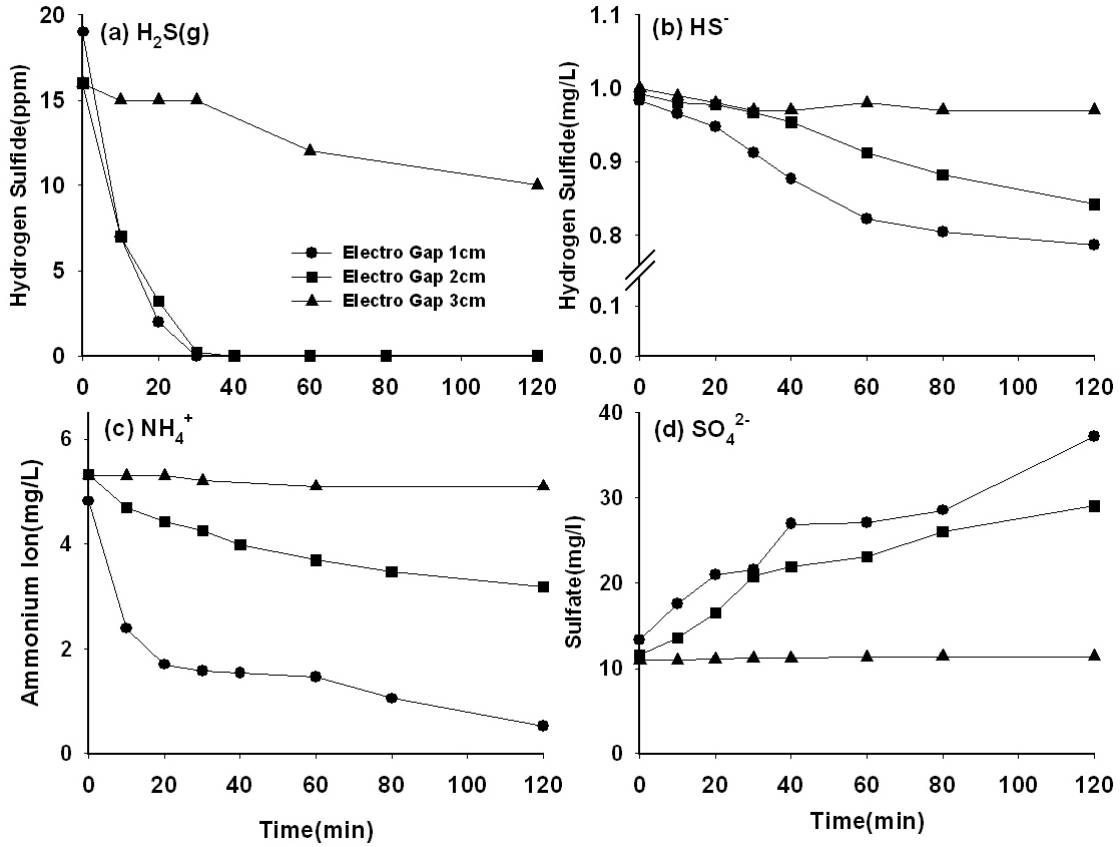 (a) H₂S(g)
Hydrogen Sulfide(ppm)
20
15
10
5
0
0 20 40 60 80 100 120
Electro Gap 1cm
Electro Gap 2cm
Electro Gap 3cm
(b) HS⁻
Hydrogen Sulfide(mg/L)
1.1
1.0
0.9
0.8
0.1
0.0
0 20 40 60 80 100 120
(c) NH₄⁺
Ammonium Ion(mg/L)
6
4
2
0
0 20 40 60 80 100 120
Time(min)
(d) SO₄²⁻
Sulfate(mg/l)
40
30
20
10
0
0 20 40 60 80 100 120
Time(min)